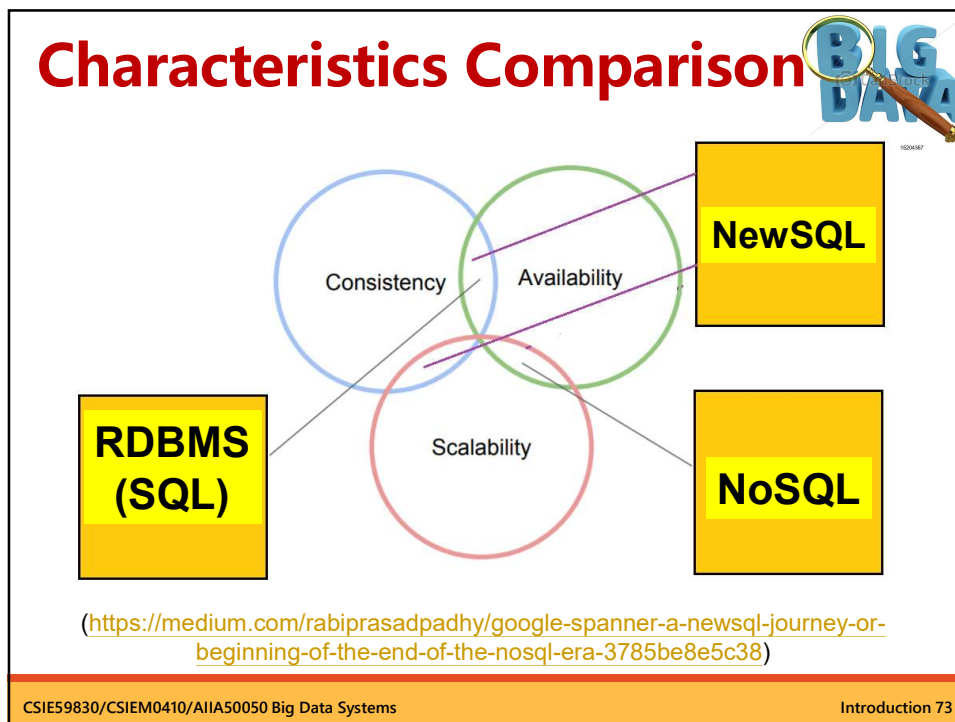 Characteristics Comparison
BIG
DATA
15204367
NewSQL
Consistency
Availability
RDBMS
(SQL)
Scalability
NoSQL
(https://medium.com/rabiprasadpadhy/google-spanner-a-newsql-journey-or-
beginning-of-the-end-of-the-nosql-era-3785be8e5c38)
CSIE59830/CSIEM0410/AIIA50050 Big Data Systems
Introduction 73